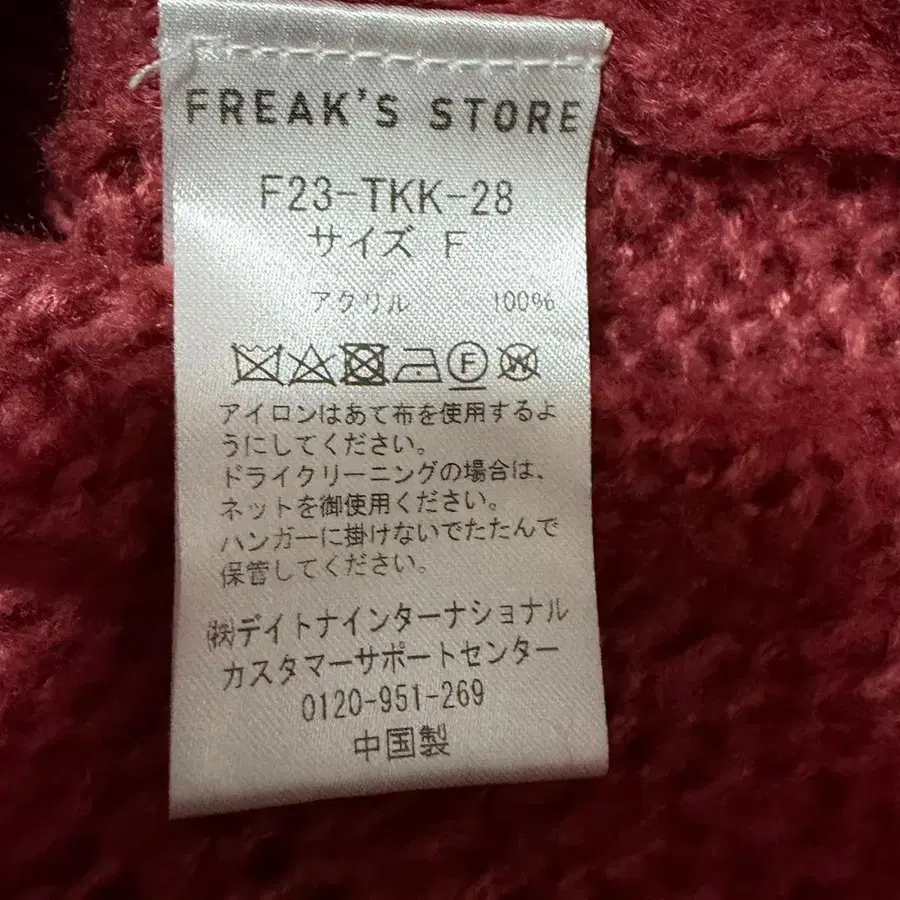 FREAK'S STORE
F23-TKK-28
サイズ F
アクリル 100%
F W
アイロンはあて布を使用するよ
うにしてください。
ドライクリーニングの場合は、
ネットを御使用ください。
ハンガーに掛けないでたたんで
保管してください。
㈱デイトナインターナショナル
カスタマーサポートセンター
0120-951-269
中国製